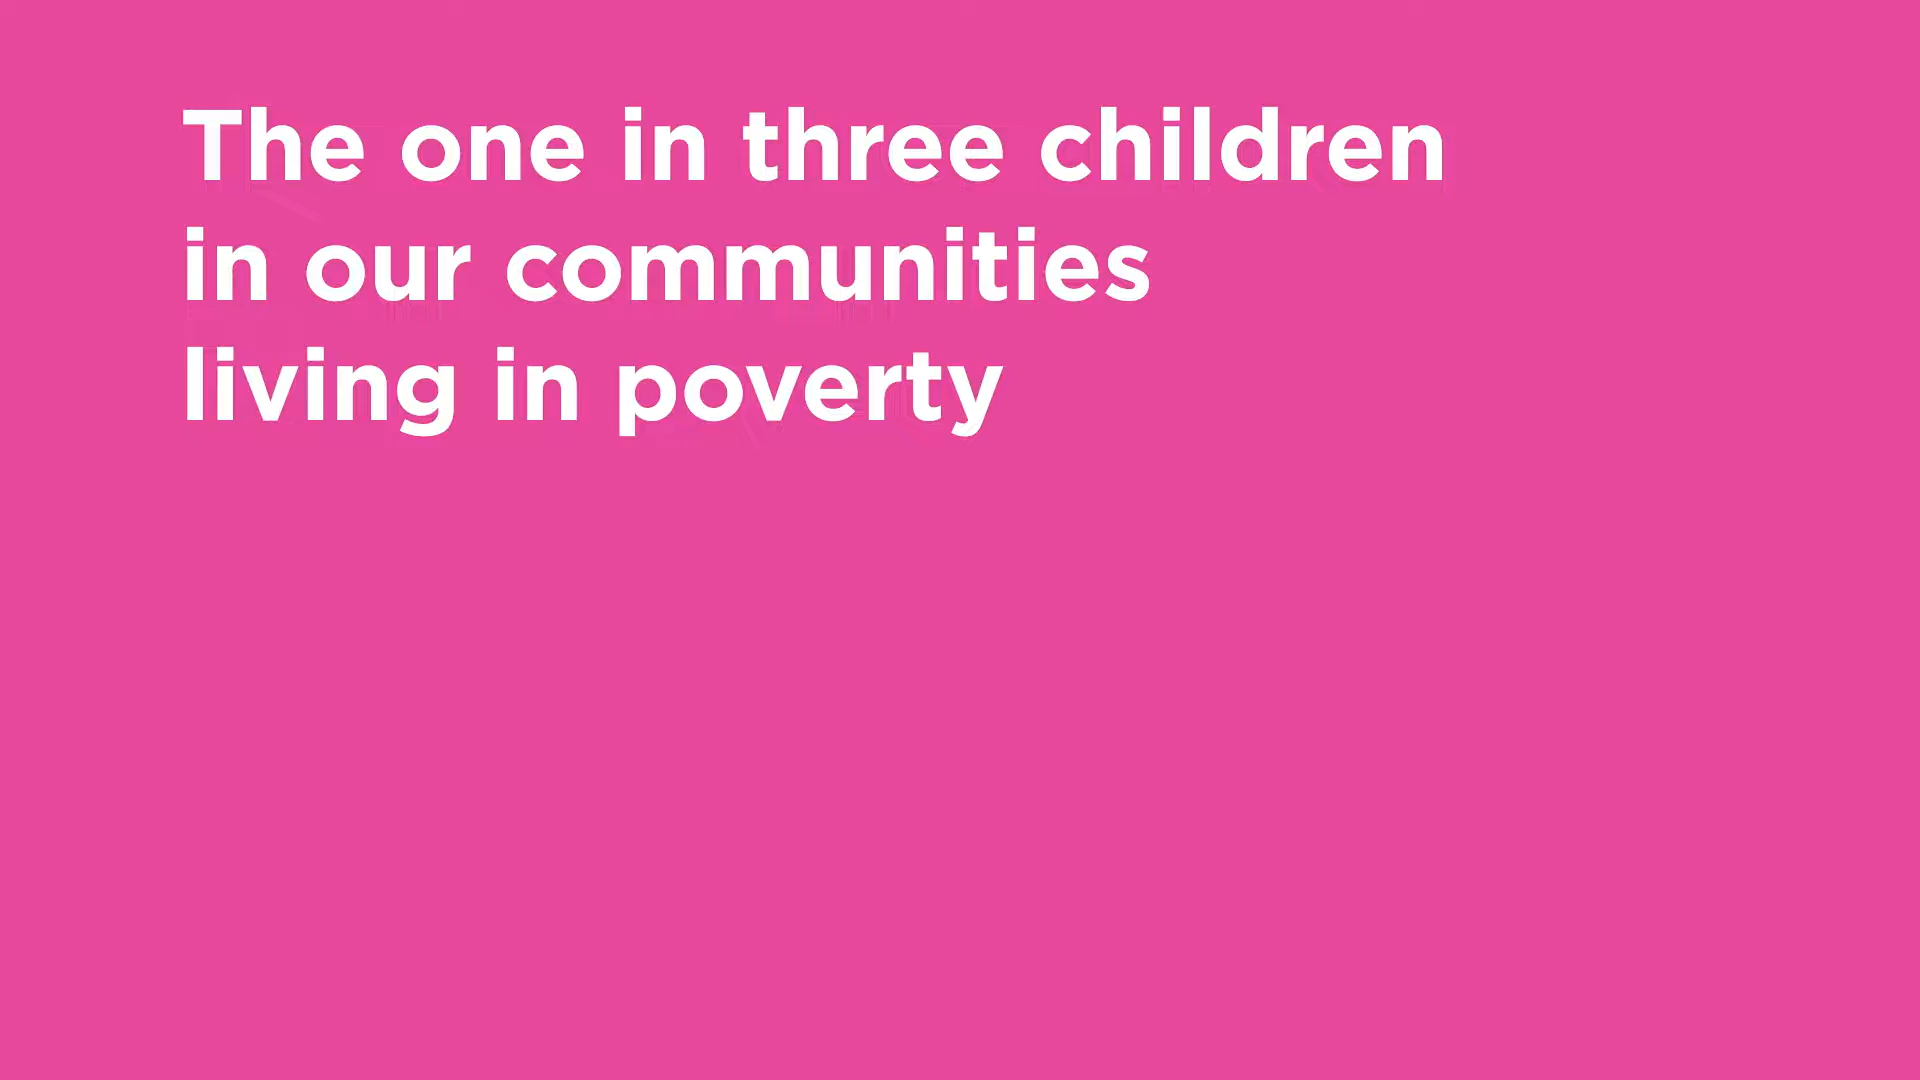 The one in three children
in our communities
living in poverty